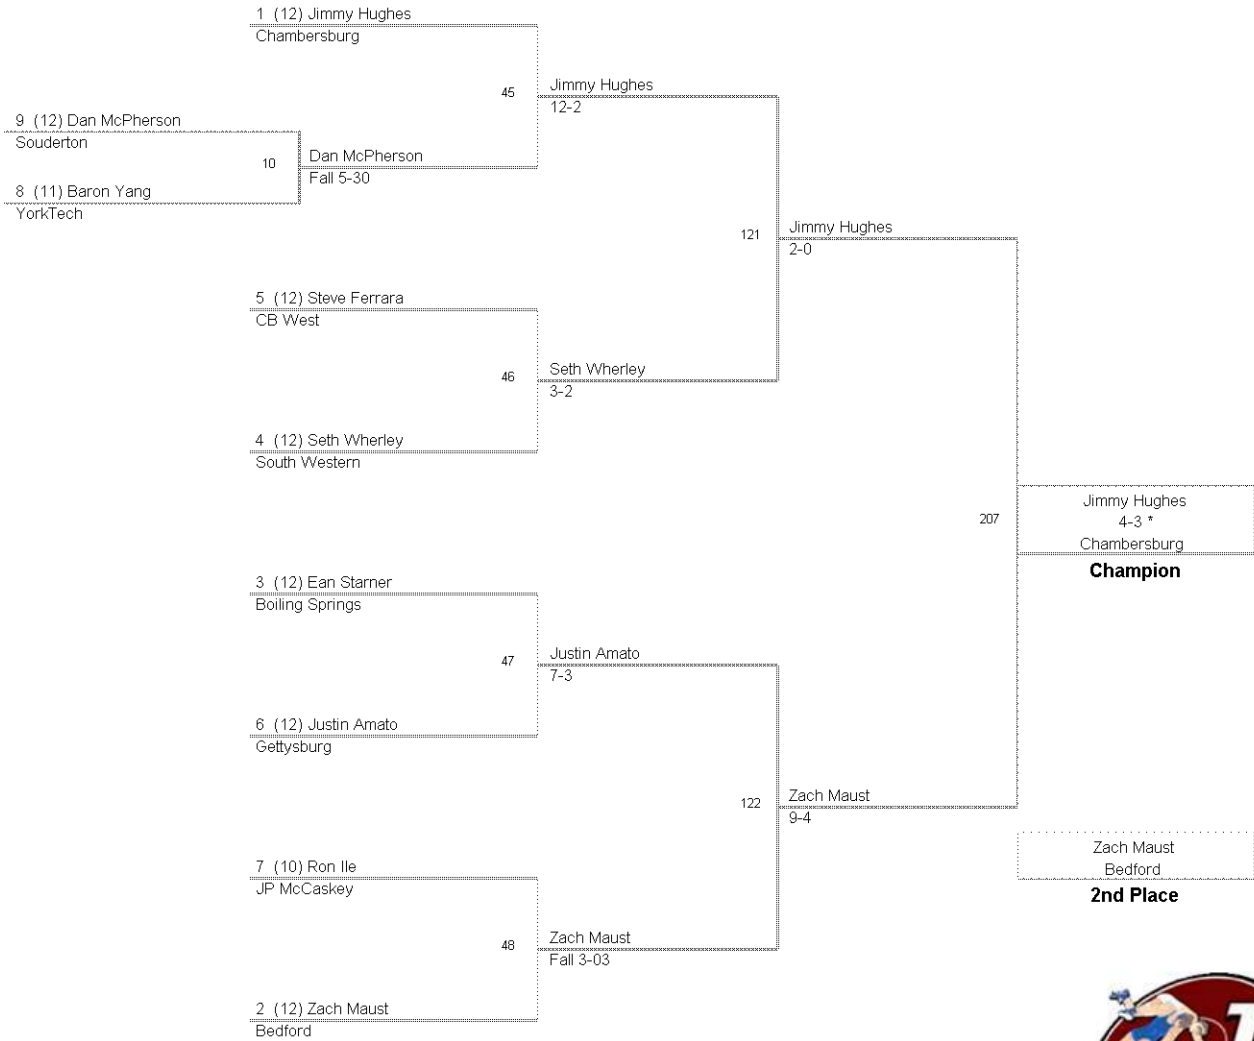 1 (12) Jimmy Hughes
Chambersburg
45
Jimmy Hughes
12-2
9 (12) Dan McPherson
Souderton
10
Dan McPherson
Fall 5-30
8 (11) Baron Yang
YorkTech
121
Jimmy Hughes
2-0
5 (12) Steve Ferrara
CB West
46
Seth Wherley
3-2
4 (12) Seth Wherley
South Western
207
Jimmy Hughes
4-3 *
Chambersburg
Champion
3 (12) Ean Starner
Boiling Springs
47
Justin Amato
7-3
6 (12) Justin Amato
Gettysburg
122
Zach Maust
9-4
7 (10) Ron Ile
JP McCaskey
48
Zach Maust
Fall 3-03
2 (12) Zach Maust
Bedford
Zach Maust
Bedford
2nd Place